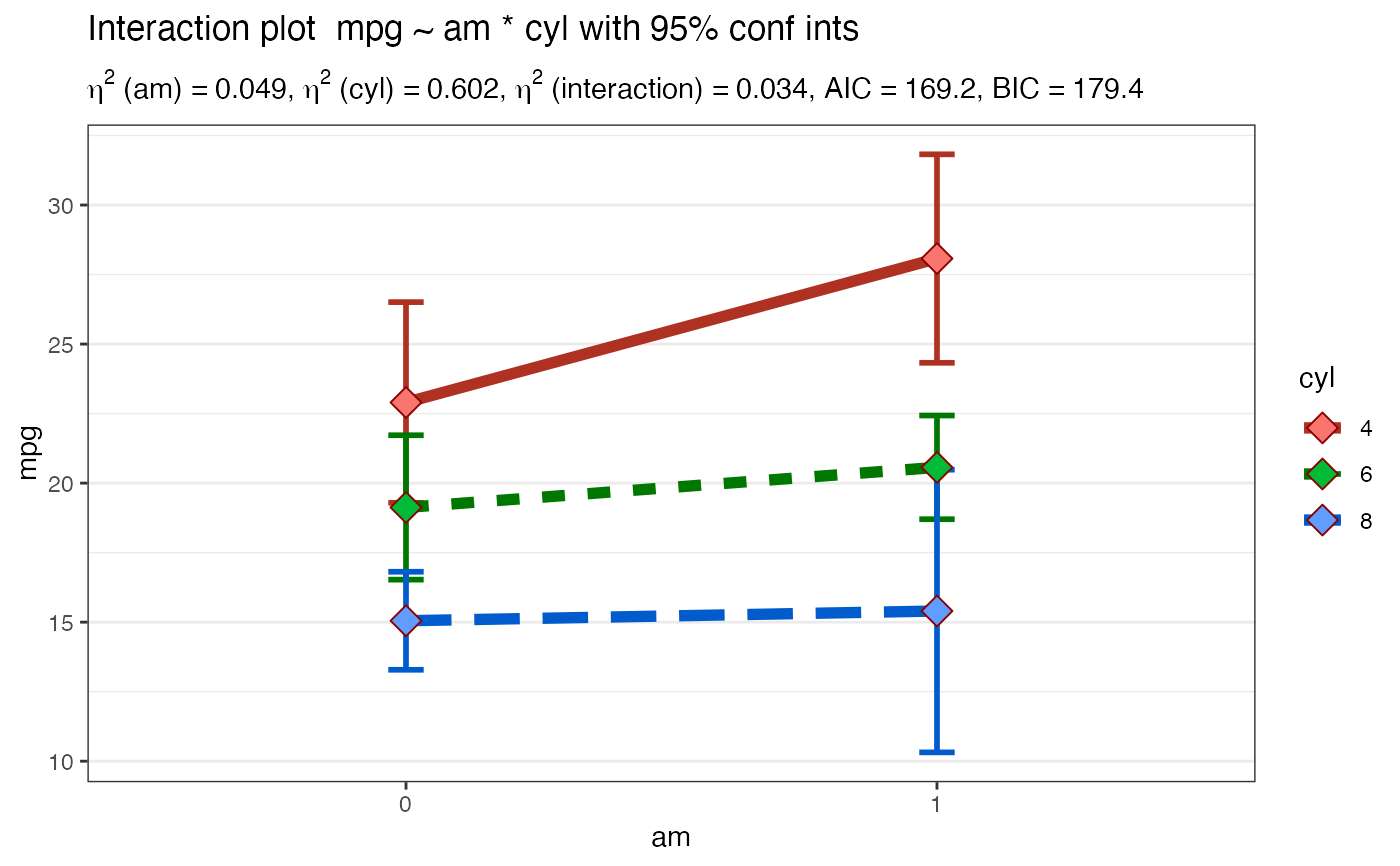 Interaction plot  mpg ~ am * cyl with 95% conf ints
η² (am) = 0.049, η² (cyl) = 0.602, η² (interaction) = 0.034, AIC = 169.2, BIC = 179.4
30
25
20
15
10
mpg
0
1
am
cyl
4
6
8